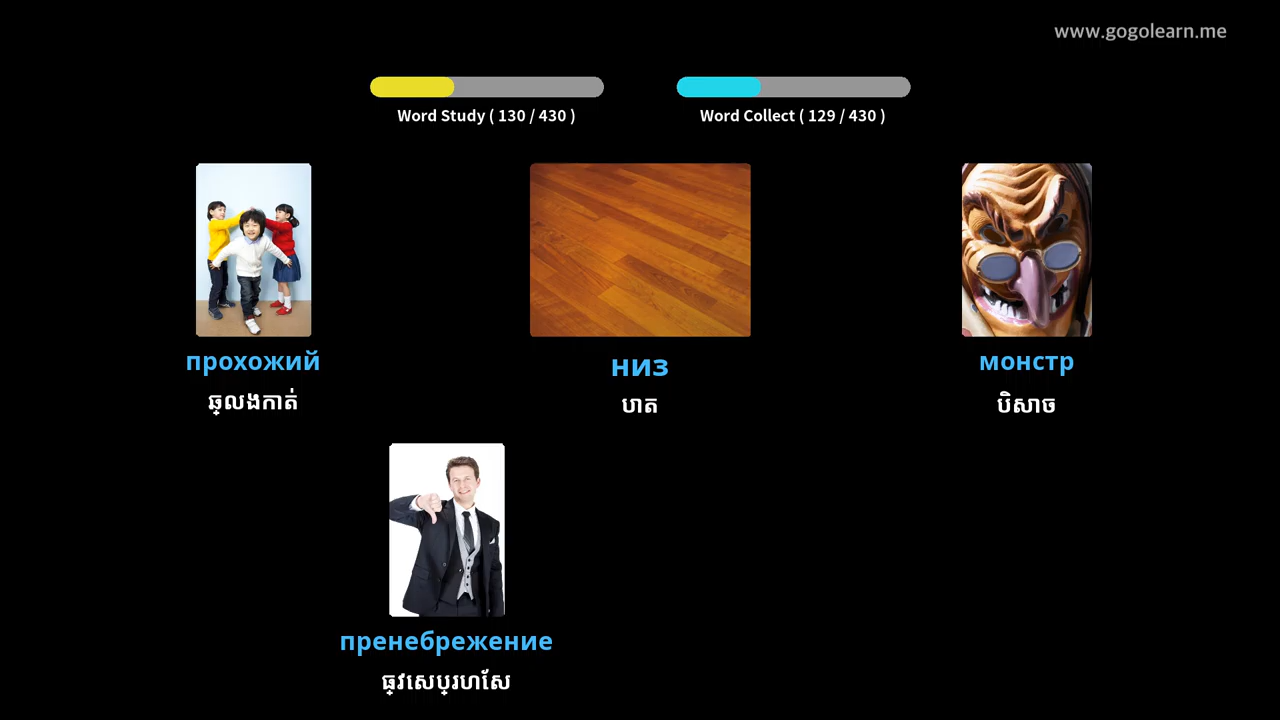 www.gogolearn.me
Word Study ( 130 / 430 )
Word Collect ( 129 / 430 )
прохожий
ឆ្លងកាត់
низ
បាត
монстр
បិសាច
пренебрежение
ធ្វេសប្រហែស